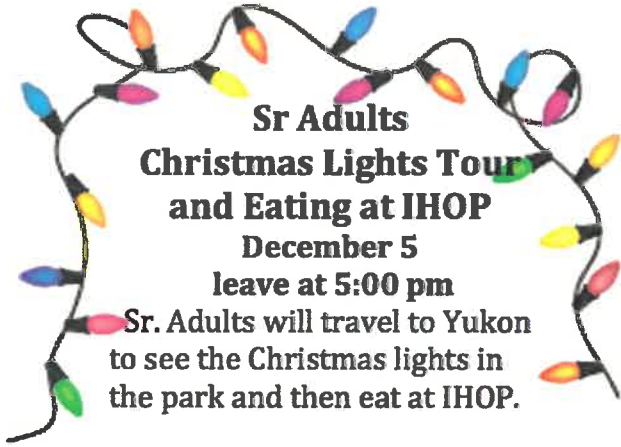 Sr Adults
Christmas Lights Tour
and Eating at IHOP
December 5
leave at 5:00 pm
Sr. Adults will travel to Yukon
to see the Christmas lights in
the park and then eat at IHOP.